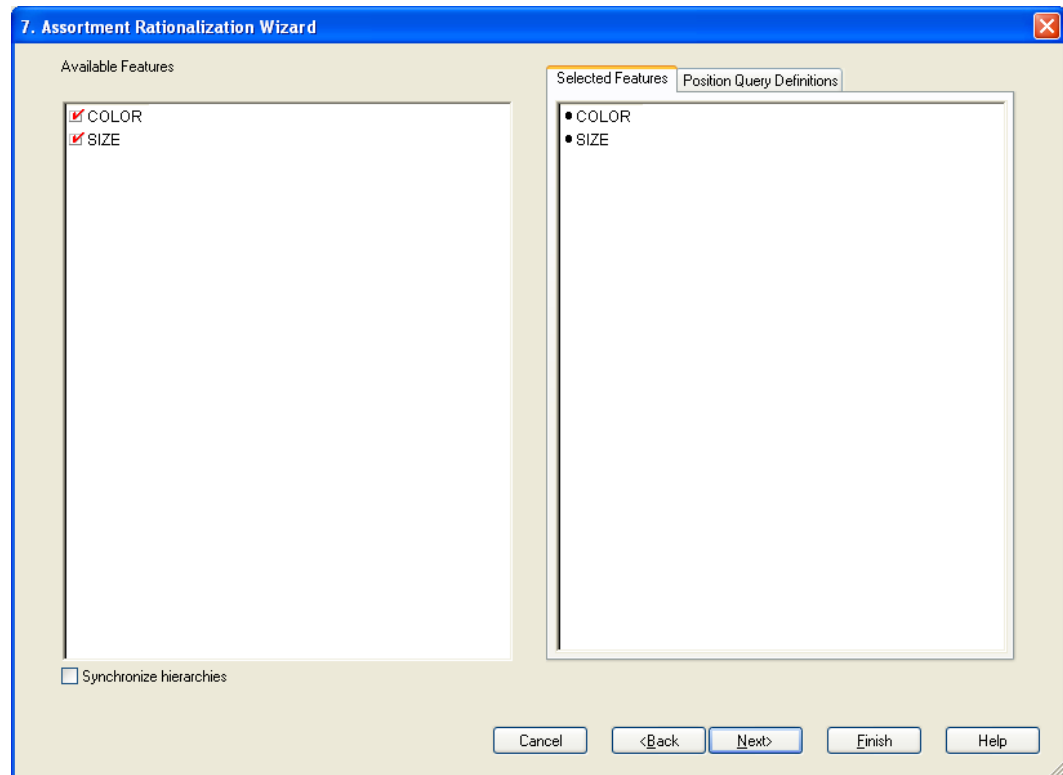 7. Assortment Rationalization Wizard
Available Features
Selected Features
Position Query Definitions
COLOR
SIZE
COLOR
SIZE
Synchronize hierarchies
Cancel
<Back
Next>
Finish
Help